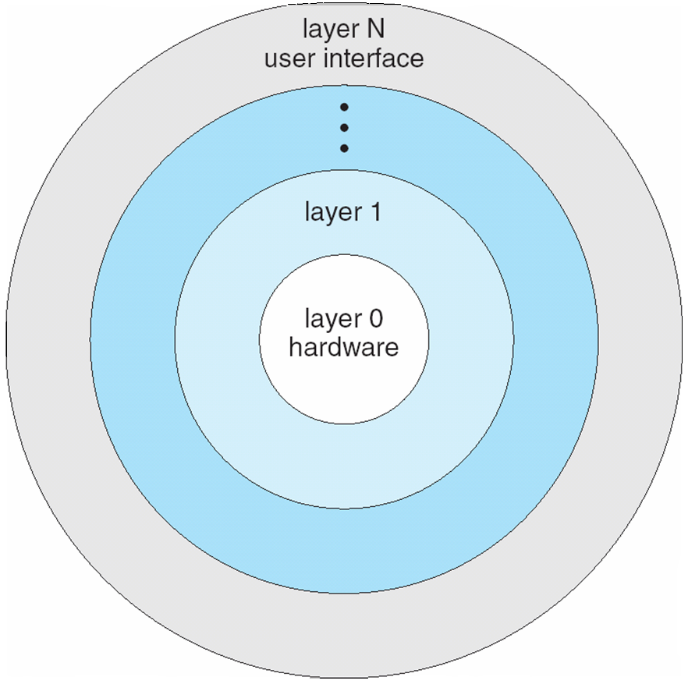 layer N
user interface
layer 1
layer 0
hardware